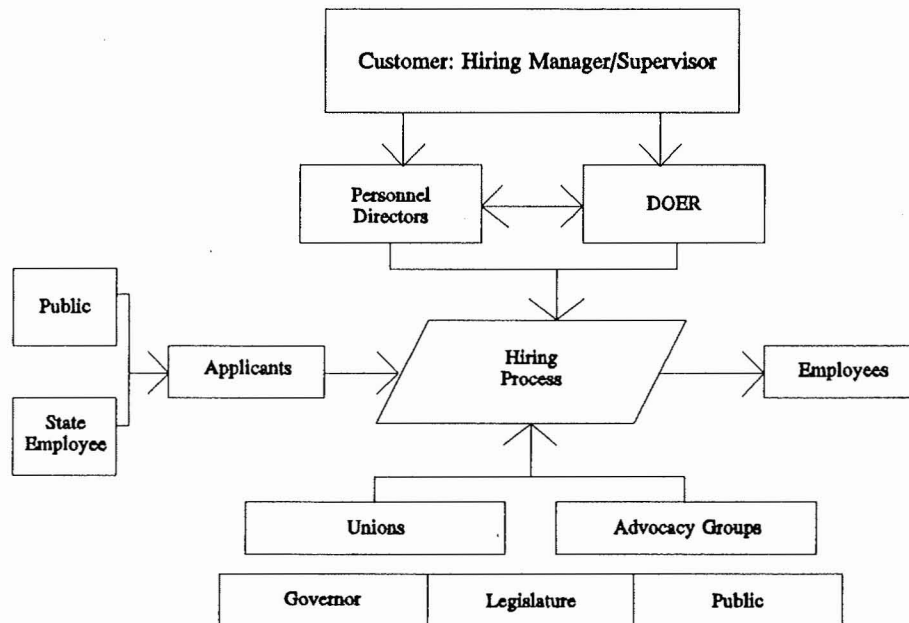 Customer: Hiring Manager/Supervisor
Personnel
Directors
DOER
Public
Applicants
Hiring
Process
Employees
State
Employee
Unions
Advocacy Groups
Governor
Legislature
Public